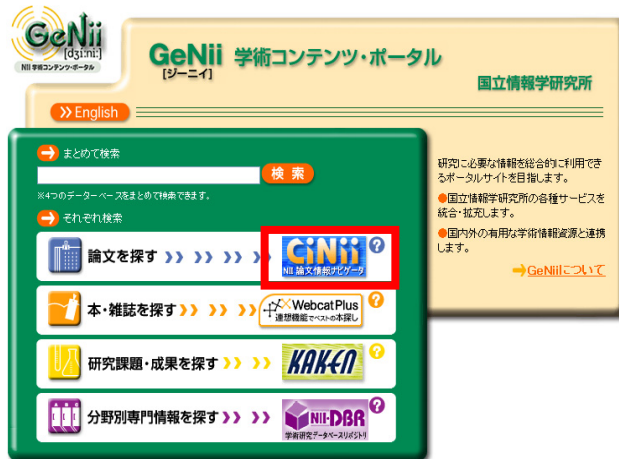 GeNii
[dʒi:ni:]
NII 学術コンテンツ・ポータル
GeNii 学術コンテンツ・ポータル
[ジーニイ]
国立情報学研究所
≫ English
まとめて検索
検 索
※4つのデーターベースをまとめて検索できます。
それぞれ検索
論文を探す ›› ›› ›› ››
CiNii
NII 論文情報ナビゲータ
?
本・雑誌を探す ›› ›› ››
Webcat Plus
連想機能でベストの本探し
?
研究課題・成果を探す ›› ››
KAKEN
?
分野別専門情報を探す ›› ››
NII-DBR
学術研究データベース・リポジトリ
?
研究に必要な情報を総合的に利用でき
るポータルサイトを目指します。
●国立情報学研究所の各種サービスを
統合・拡充します。
●国内外の有用な学術情報資源と連携
します。
→GeNiiについて